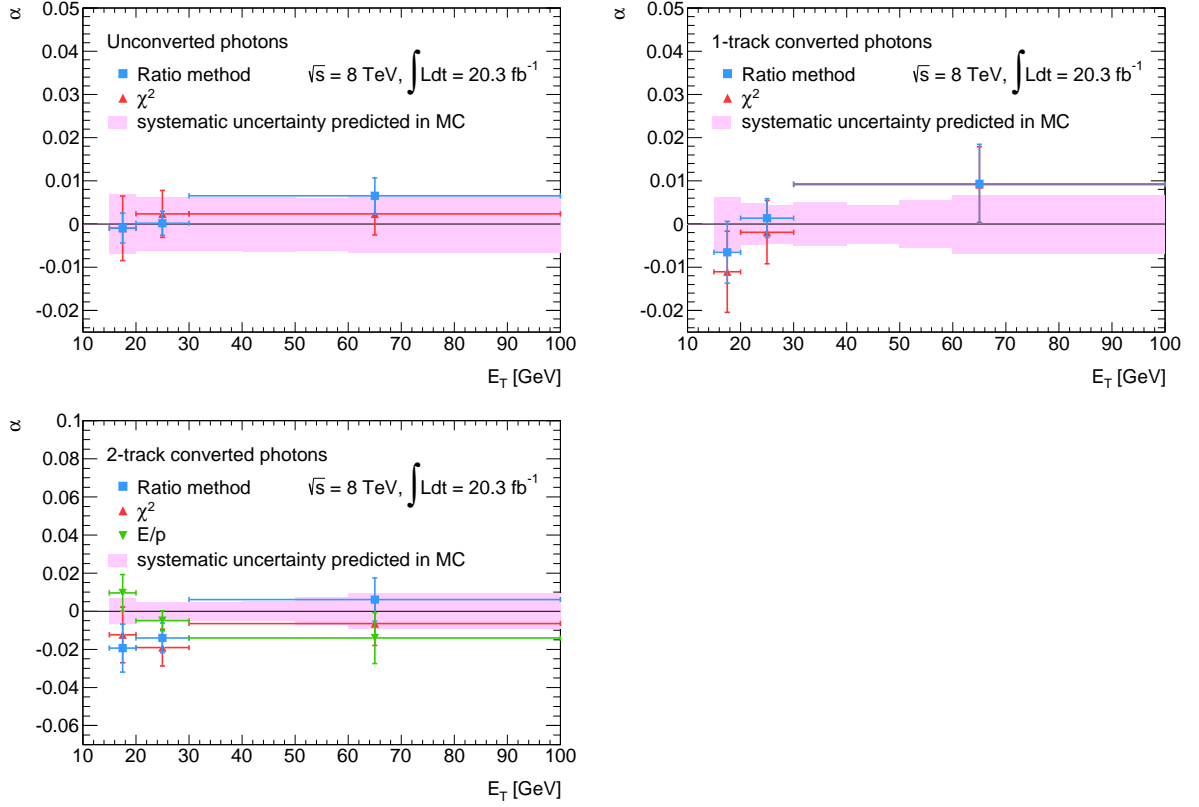 α
0.05
0.04
0.03
0.02
0.01
0
-0.01
-0.02
Unconverted photons
Ratio method
√s = 8 TeV, ∫Ldt = 20.3 fb⁻¹
χ²
systematic uncertainty predicted in MC
10 20 30 40 50 60 70 80 90 100
E_T [GeV]
α
0.05
0.04
0.03
0.02
0.01
0
-0.01
-0.02
1-track converted photons
Ratio method
√s = 8 TeV, ∫Ldt = 20.3 fb⁻¹
χ²
systematic uncertainty predicted in MC
10 20 30 40 50 60 70 80 90 100
E_T [GeV]
α
0.1
0.08
0.06
0.04
0.02
0
-0.02
-0.04
-0.06
2-track converted photons
Ratio method
√s = 8 TeV, ∫Ldt = 20.3 fb⁻¹
χ²
E/p
systematic uncertainty predicted in MC
10 20 30 40 50 60 70 80 90 100
E_T [GeV]